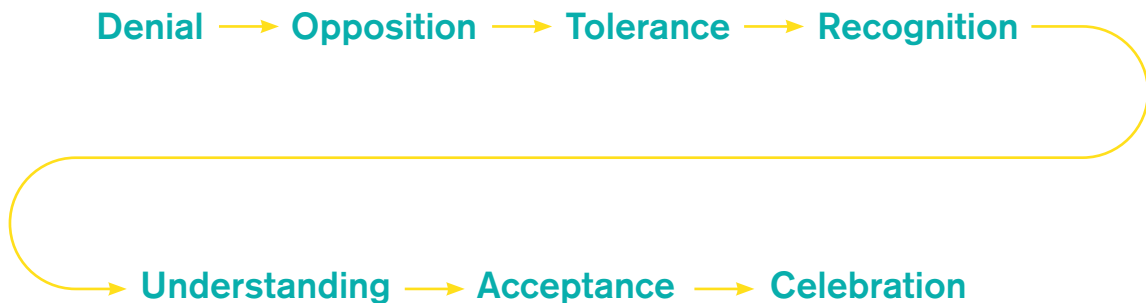 Denial Opposition Tolerance Recognition
Understanding Acceptance Celebration